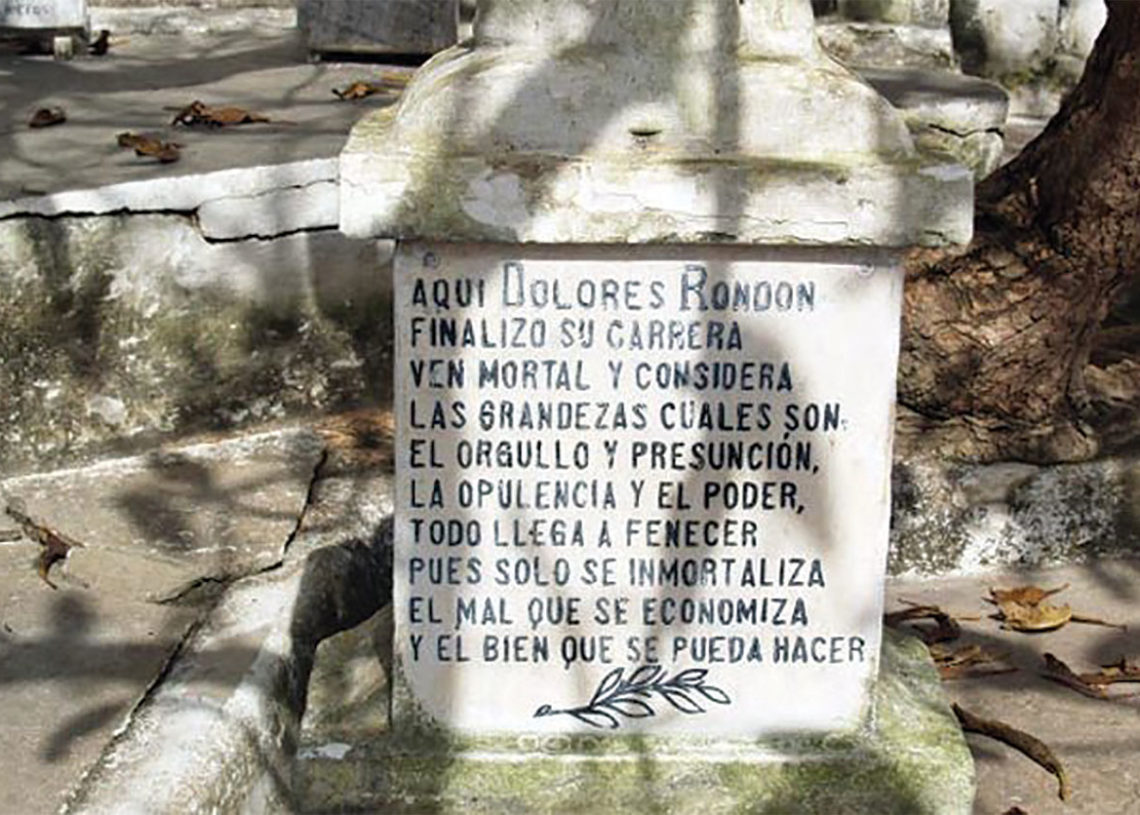 AQUI DOLORES RONDON
FINALIZO SU CARRERA
VEN MORTAL Y CONSIDERA
LAS GRANDEZAS CUALES SON:
EL ORGULLO Y PRESUNCIÓN,
LA OPULENCIA Y EL PODER,
TODO LLEGA A FENECER
PUES SOLO SE INMORTALIZA
EL MAL QUE SE ECONOMIZA
Y EL BIEN QUE SE PUEDA HACER